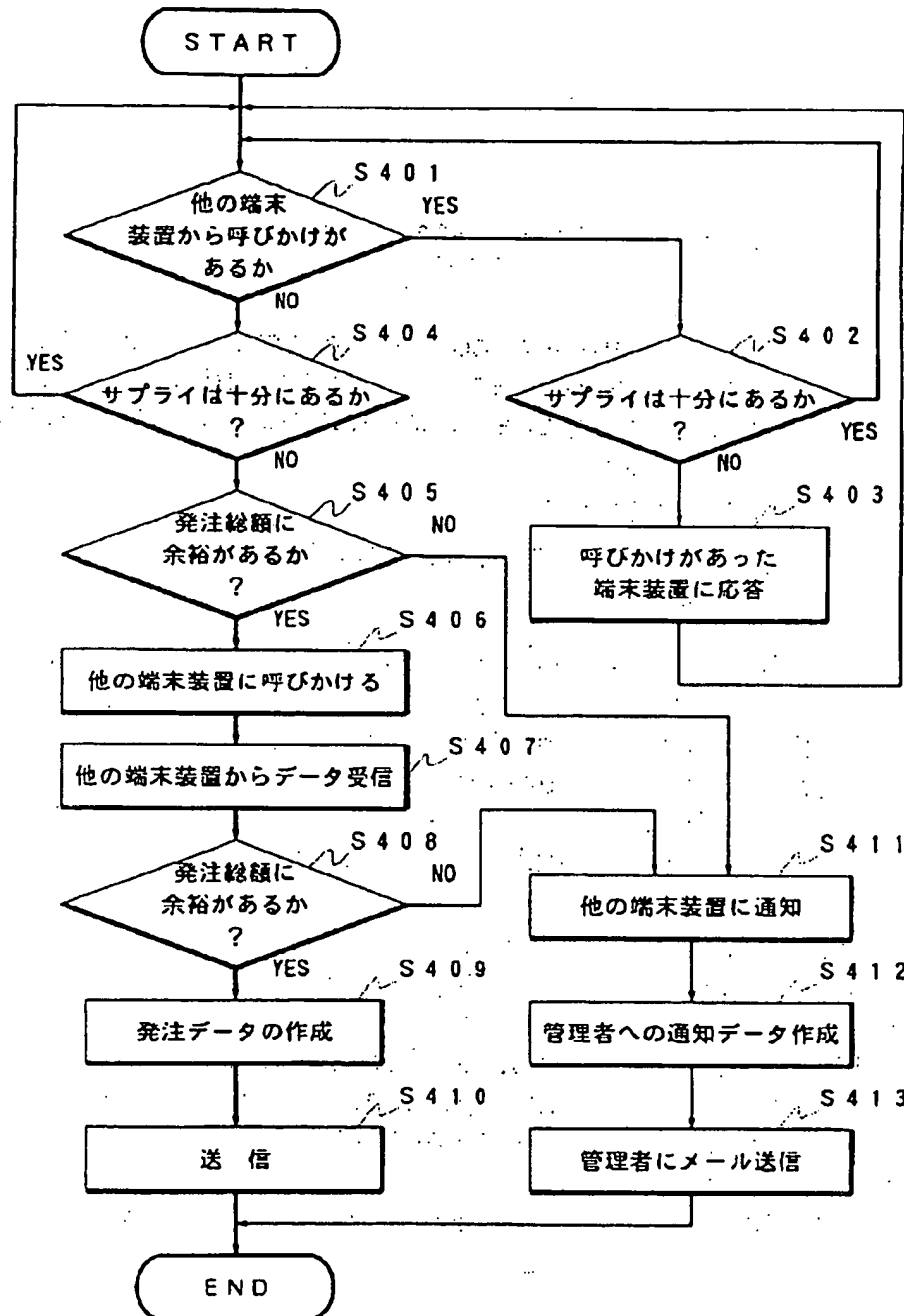 START
S401
他の端末
装置から呼びかけが
あるか
YES
NO
S404
サプライは十分にあるか
?
YES
NO
S402
サプライは十分にあるか
?
YES
NO
S403
呼びかけがあった
端末装置に応答
S405
発注総額に
余裕があるか
?
NO
YES
S406
他の端末装置に呼びかける
S407
他の端末装置からデータ受信
S408
発注総額に
余裕があるか
?
NO
YES
S409
発注データの作成
S410
送 信
S411
他の端末装置に通知
S412
管理者への通知データ作成
S413
管理者にメール送信
END